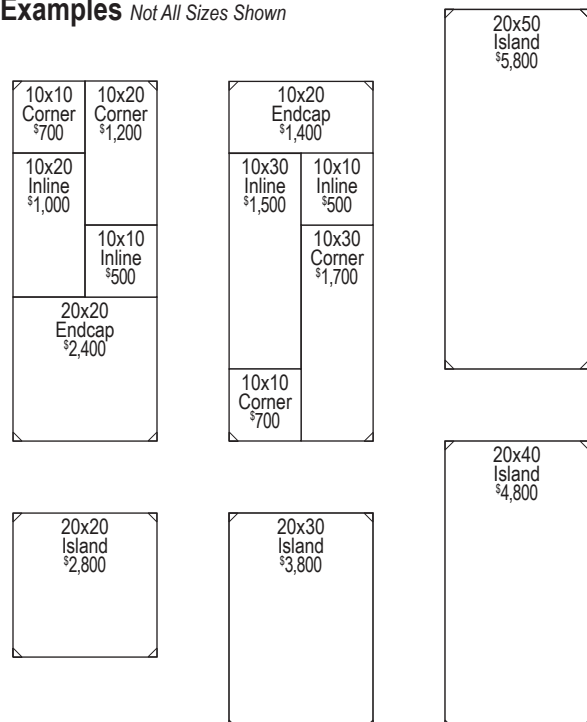 Examples Not All Sizes Shown
10x10
Corner
$700
10x20
Corner
$1,200
10x20
Inline
$1,000
10x10
Inline
$500
20x20
Endcap
$2,400
10x20
Endcap
$1,400
10x30
Inline
$1,500
10x10
Inline
$500
10x30
Corner
$1,700
10x10
Corner
$700
20x50
Island
$5,800
20x20
Island
$2,800
20x30
Island
$3,800
20x40
Island
$4,800